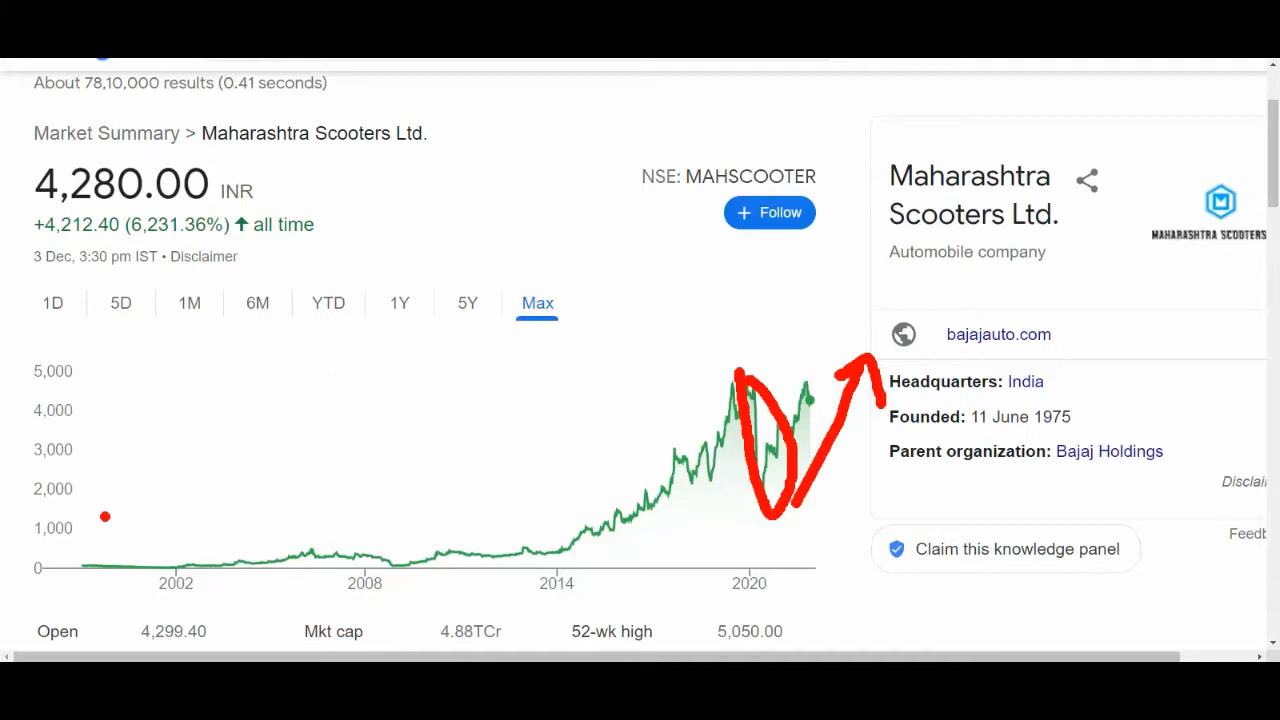 About 78,10,000 results (0.41 seconds)
Market Summary > Maharashtra Scooters Ltd.
4,280.00 INR
+4,212.40 (6,231.36%) ↑ all time
3 Dec, 3:30 pm IST • Disclaimer
NSE: MAHSCOOTER
+ Follow
1D 5D 1M 6M YTD 1Y 5Y Max
5,000
4,000
3,000
2,000
1,000
0
2002 2008 2014 2020
Open 4,299.40 Mkt cap 4.88TCr 52-wk high 5,050.00
Maharashtra
Scooters Ltd.
Automobile company
MAHARASHTRA SCOOTERS
bajajauto.com
Headquarters: India
Founded: 11 June 1975
Parent organization: Bajaj Holdings
Disclai
Feedb
Claim this knowledge panel